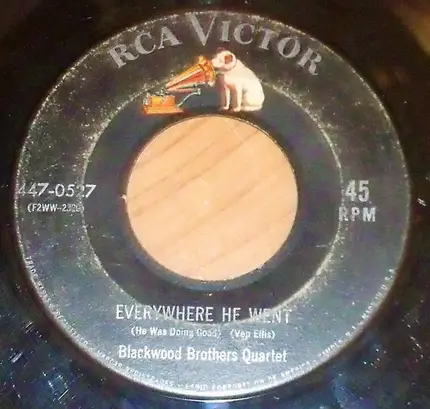 RCA VICTOR
447-0527
45
RPM
EVERYWHERE HE WENT
(He Was Doing Good) (Vep Ellis)
Blackwood Brothers Quartet